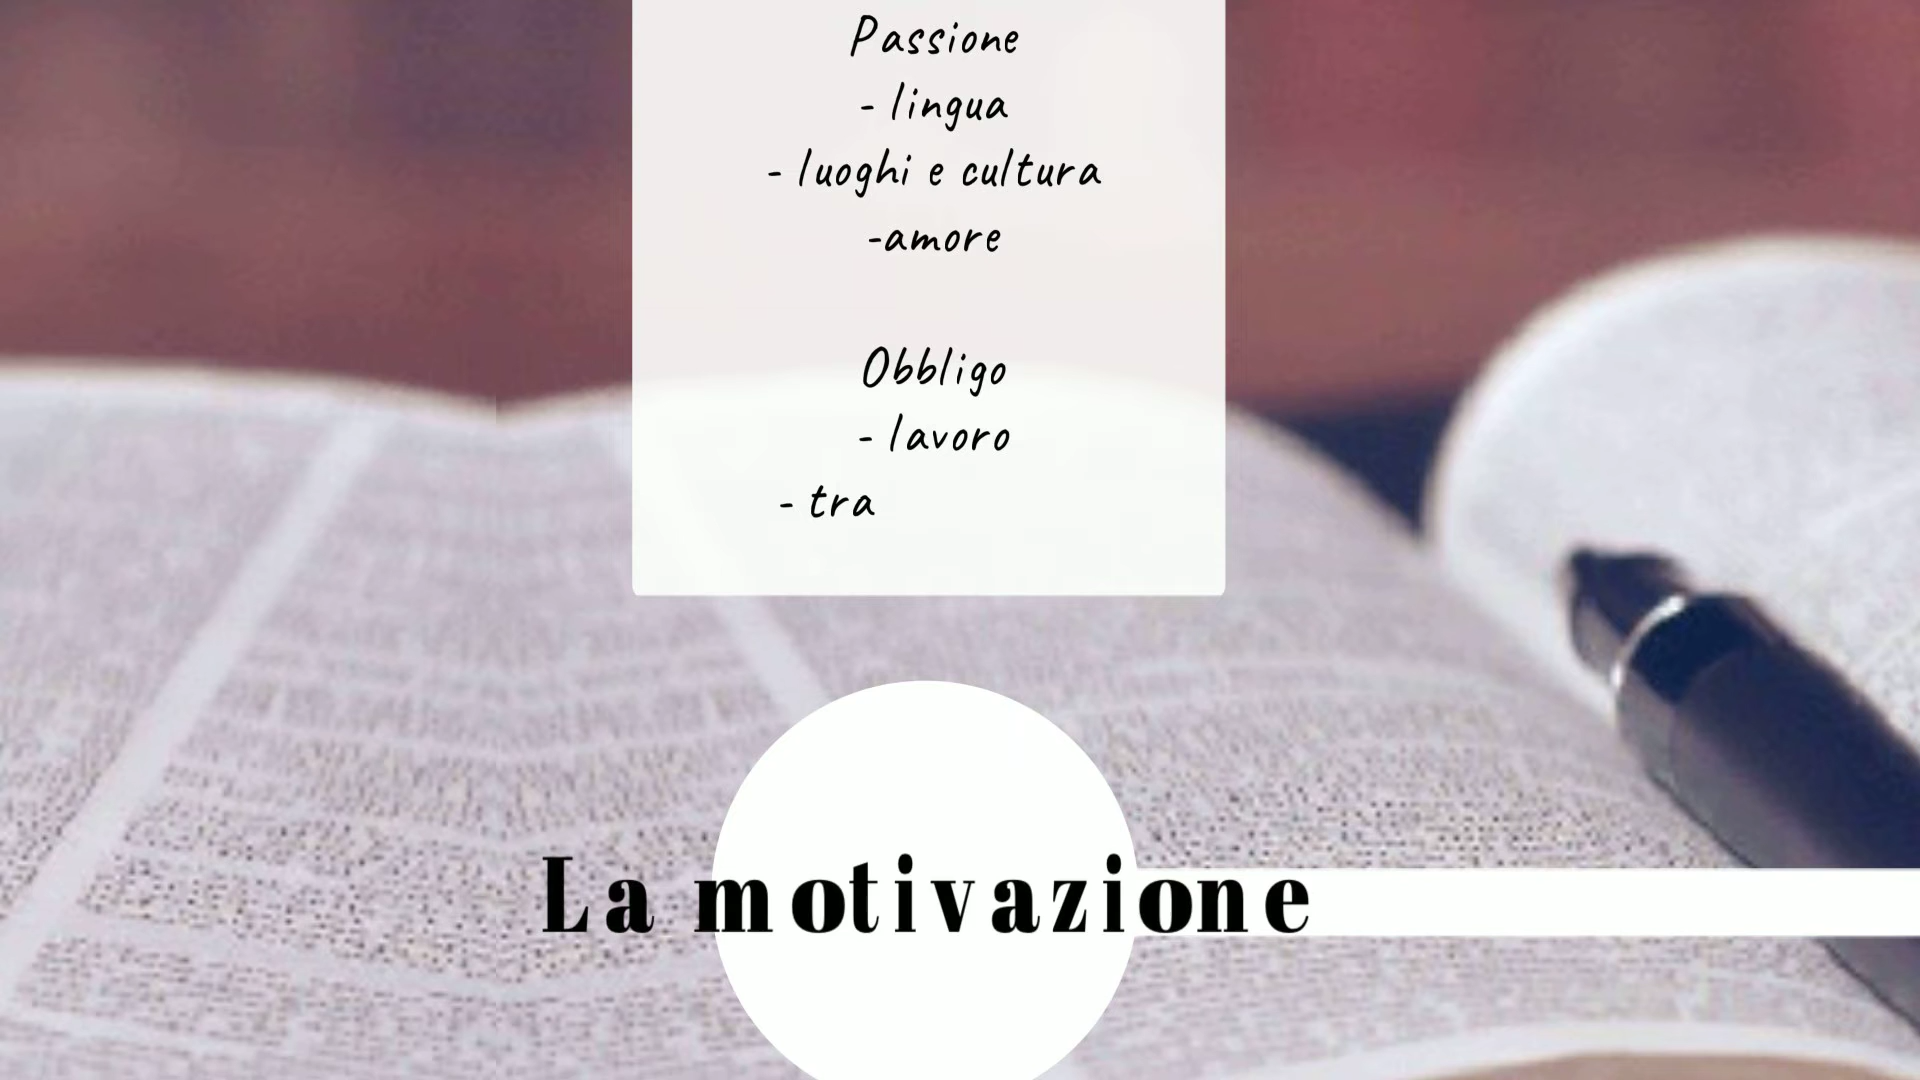 Passione
- lingua
- luoghi e cultura
-amore
Obbligo
- lavoro
- tra
La motivazione